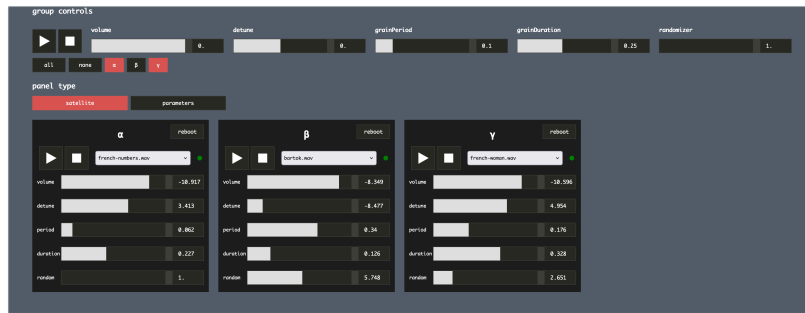 group controls
volume detune grainPeriod grainDuration randomizer
0. 0. 0.1 0.25 1.
all none α β γ
panel type
satellite parameters
α reboot β reboot γ reboot
french-numbers.wav bartok.wav french-woman.wav
volume -10.917 volume -8.349 volume -10.596
detune 3.413 detune -8.477 detune 4.954
period 0.062 period 0.34 period 0.176
duration 0.227 duration 0.126 duration 0.328
random 1. random 5.748 random 2.651